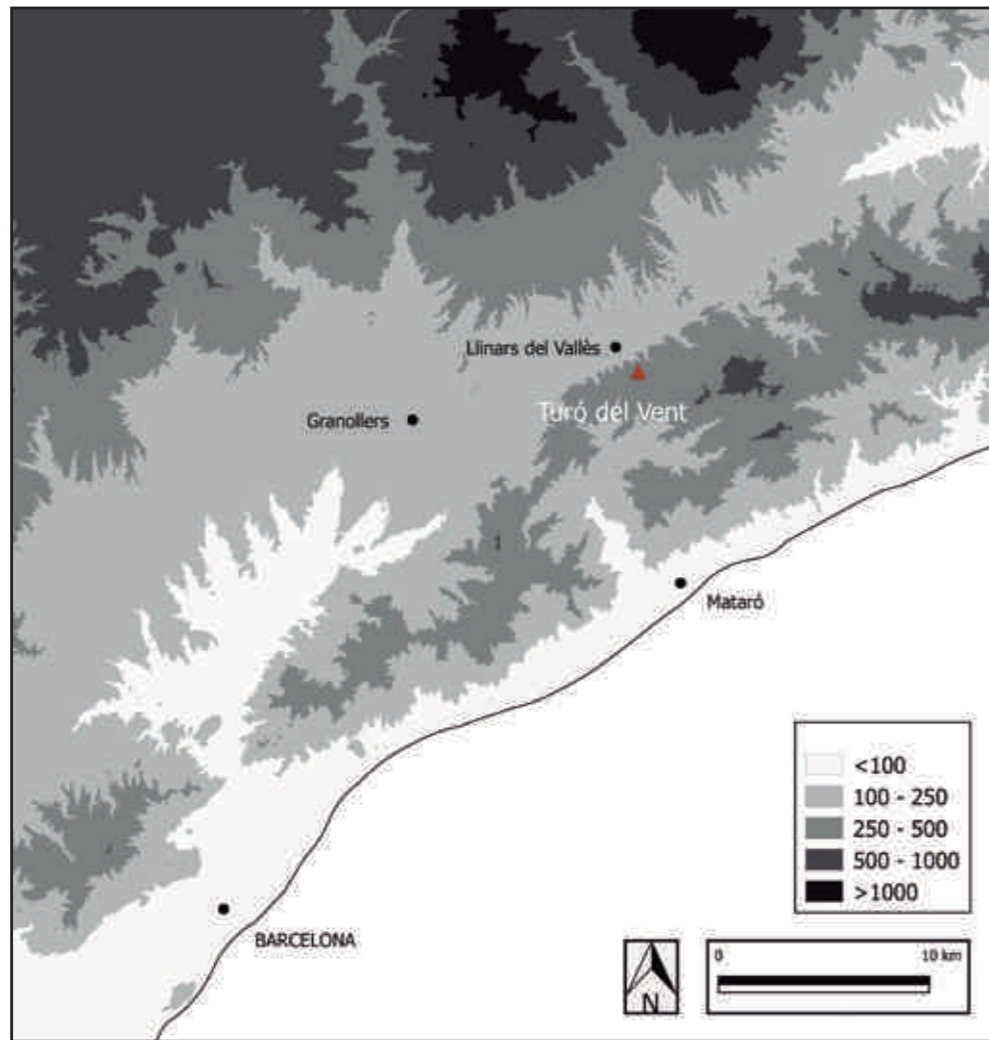 Llinars del Vallès
Turó del Vent
Granollers
Mataró
BARCELONA
<100
100 - 250
250 - 500
500 - 1000
>1000
N
0 10 km